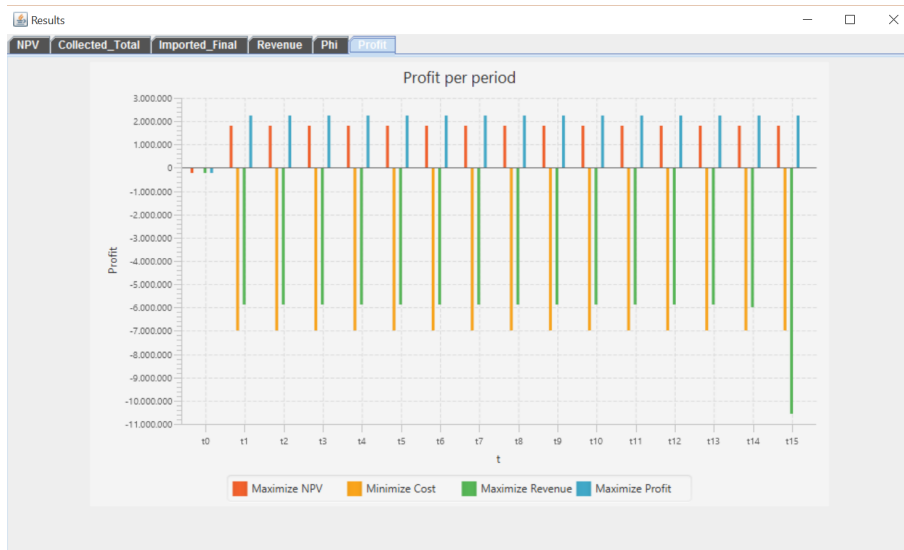 Results
NPV Collected_Total Imported_Final Revenue Phi Profit
Profit per period
3.000.000
2.000.000
1.000.000
0
-1.000.000
-2.000.000
-3.000.000
-4.000.000
-5.000.000
-6.000.000
-7.000.000
-8.000.000
-9.000.000
-10.000.000
-11.000.000
Profit
t0 t1 t2 t3 t4 t5 t6 t7 t8 t9 t10 t11 t12 t13 t14 t15
t
Maximize NPV Minimize Cost Maximize Revenue Maximize Profit